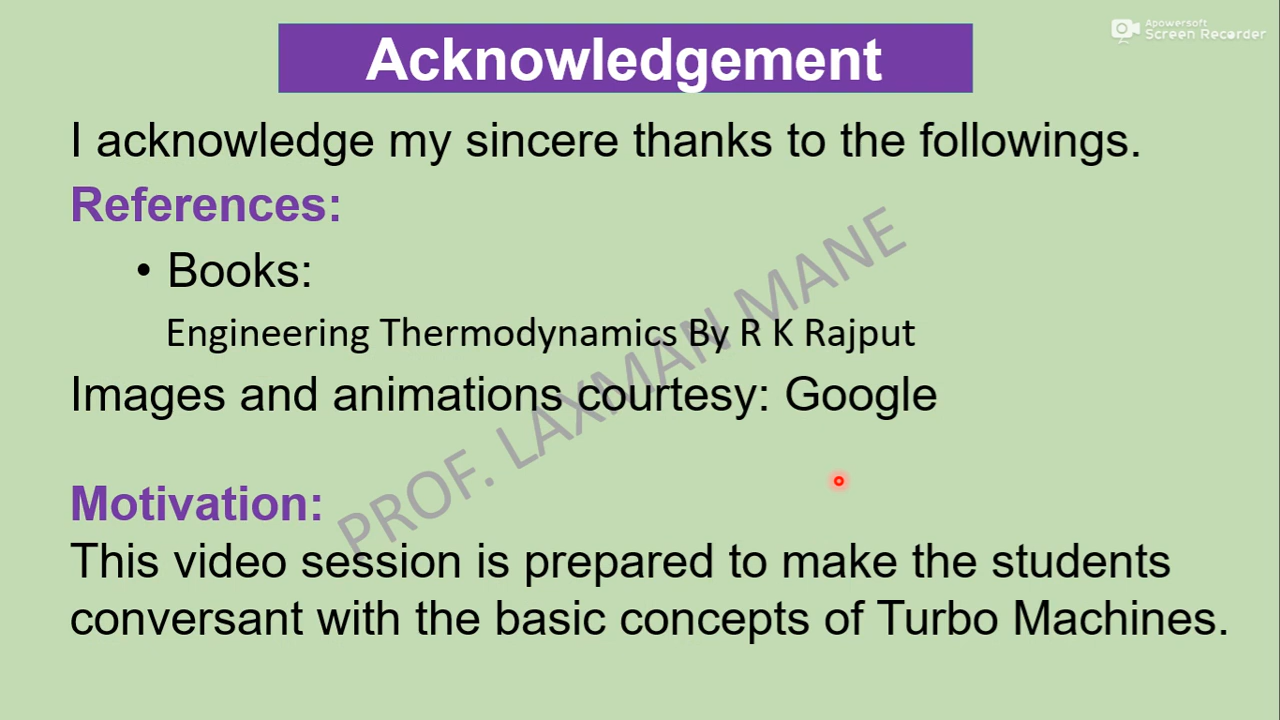 Apowersoft
Screen Recorder
Acknowledgement
I acknowledge my sincere thanks to the followings.
References:
• Books:
Engineering Thermodynamics By R K Rajput
Images and animations courtesy: Google
PROF. LAXMAN MANE
Motivation:
This video session is prepared to make the students
conversant with the basic concepts of Turbo Machines.